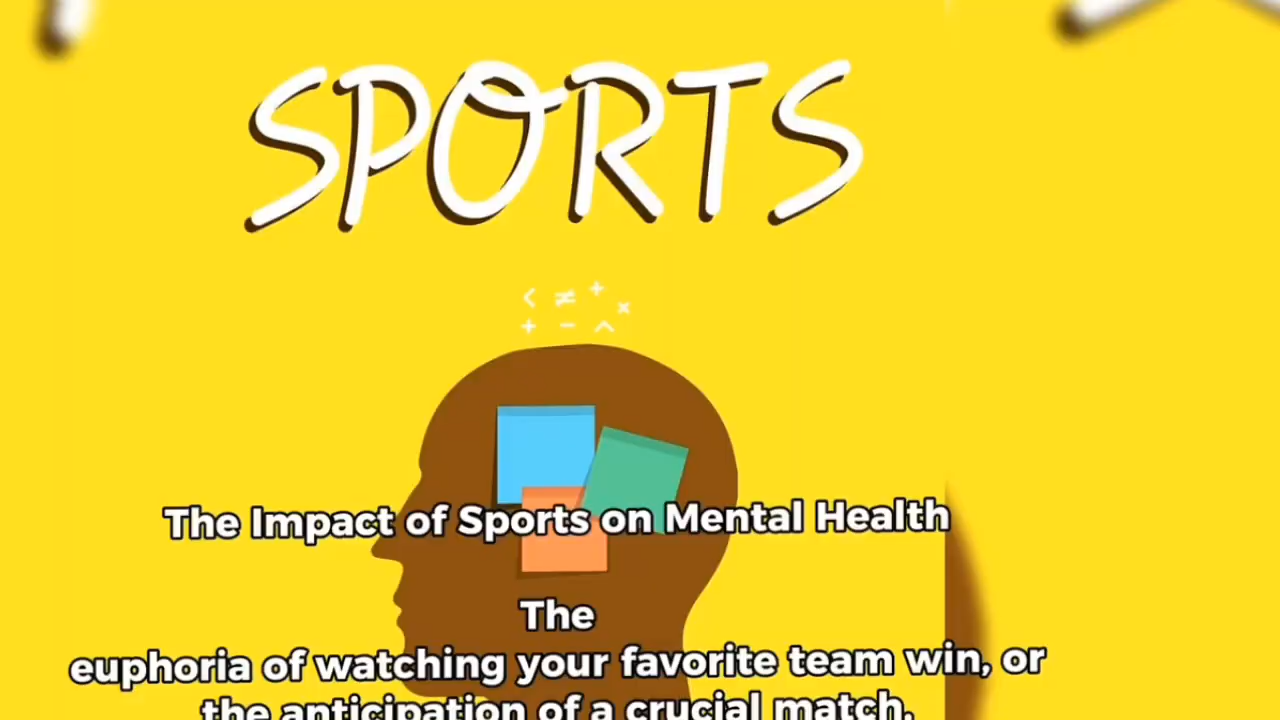 SPORTS
< ≠ +
×
+ − ^
The Impact of Sports on Mental Health
The
euphoria of watching your favorite team win, or
the anticipation of a crucial match,